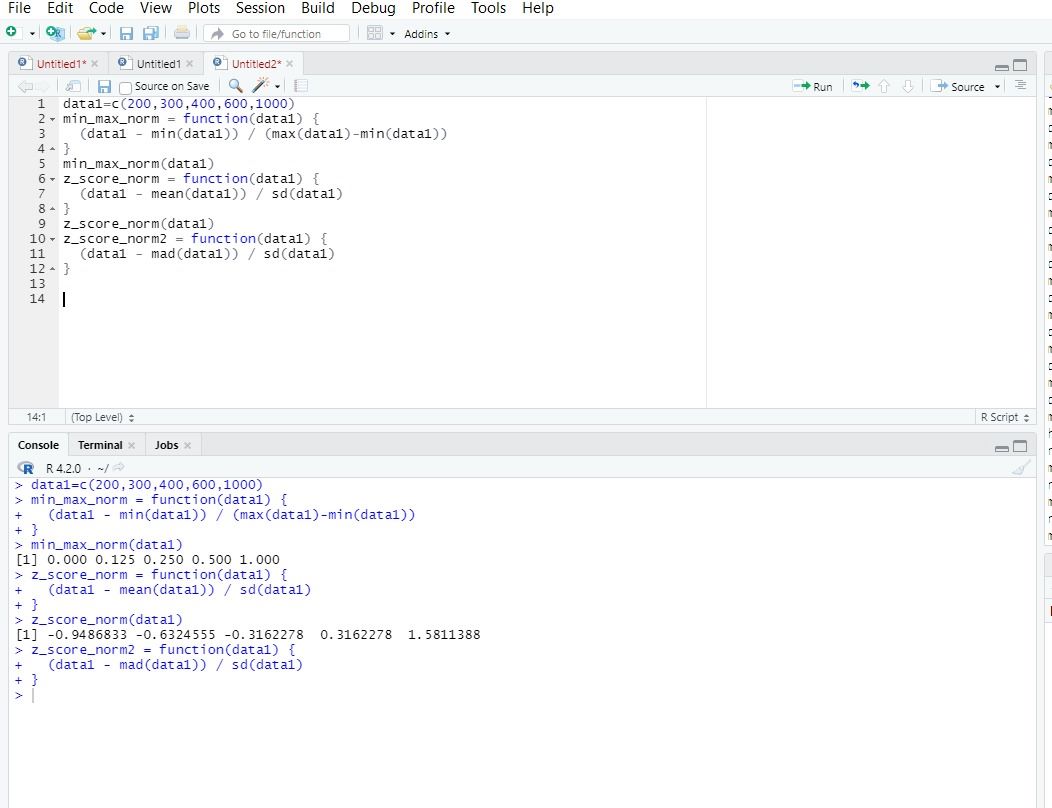 File Edit Code View Plots Session Build Debug Profile Tools Help
Go to file/function Addins
Untitled1* Untitled1 Untitled2*
Source on Save Run Source
1 data1=c(200,300,400,600,1000)
2 min_max_norm = function(data1) {
3 (data1 - min(data1)) / (max(data1)-min(data1))
4 }
5 min_max_norm(data1)
6 z_score_norm = function(data1) {
7 (data1 - mean(data1)) / sd(data1)
8 }
9 z_score_norm(data1)
10 z_score_norm2 = function(data1) {
11 (data1 - mad(data1)) / sd(data1)
12 }
13
14
14:1 (Top Level) R Script
Console Terminal Jobs
R R 4.2.0 · ~/
> data1=c(200,300,400,600,1000)
> min_max_norm = function(data1) {
+ (data1 - min(data1)) / (max(data1)-min(data1))
+ }
> min_max_norm(data1)
[1] 0.000 0.125 0.250 0.500 1.000
> z_score_norm = function(data1) {
+ (data1 - mean(data1)) / sd(data1)
+ }
> z_score_norm(data1)
[1] -0.9486833 -0.6324555 -0.3162278 0.3162278 1.5811388
> z_score_norm2 = function(data1) {
+ (data1 - mad(data1)) / sd(data1)
+ }
>